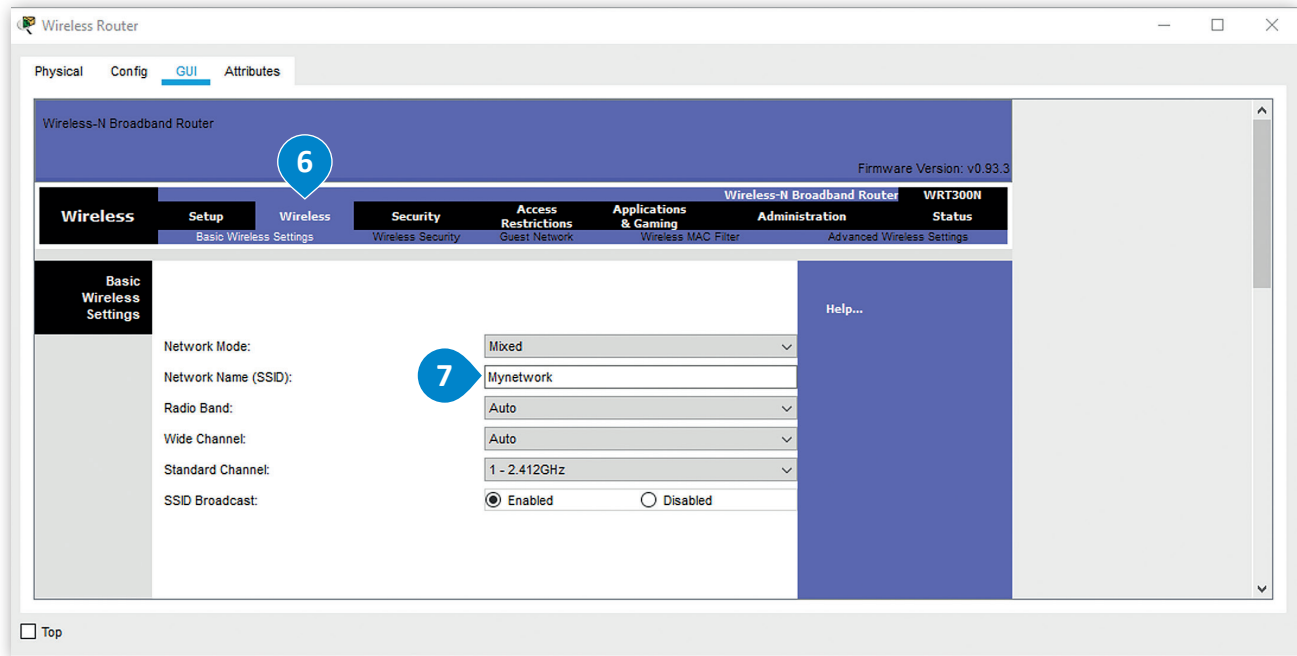 Wireless Router
Physical Config GUI Attributes
Wireless-N Broadband Router
6
Firmware Version: v0.93.3
Wireless-N Broadband Router WRT300N
Wireless Setup Wireless Security Access Restrictions Applications & Gaming Administration Status
Basic Wireless Settings Wireless Security Guest Network Wireless MAC Filter Advanced Wireless Settings
Basic
Wireless
Settings
Help...
Network Mode: Mixed
7
Network Name (SSID): Mynetwork
Radio Band: Auto
Wide Channel: Auto
Standard Channel: 1 - 2.412GHz
SSID Broadcast: Enabled Disabled
Top